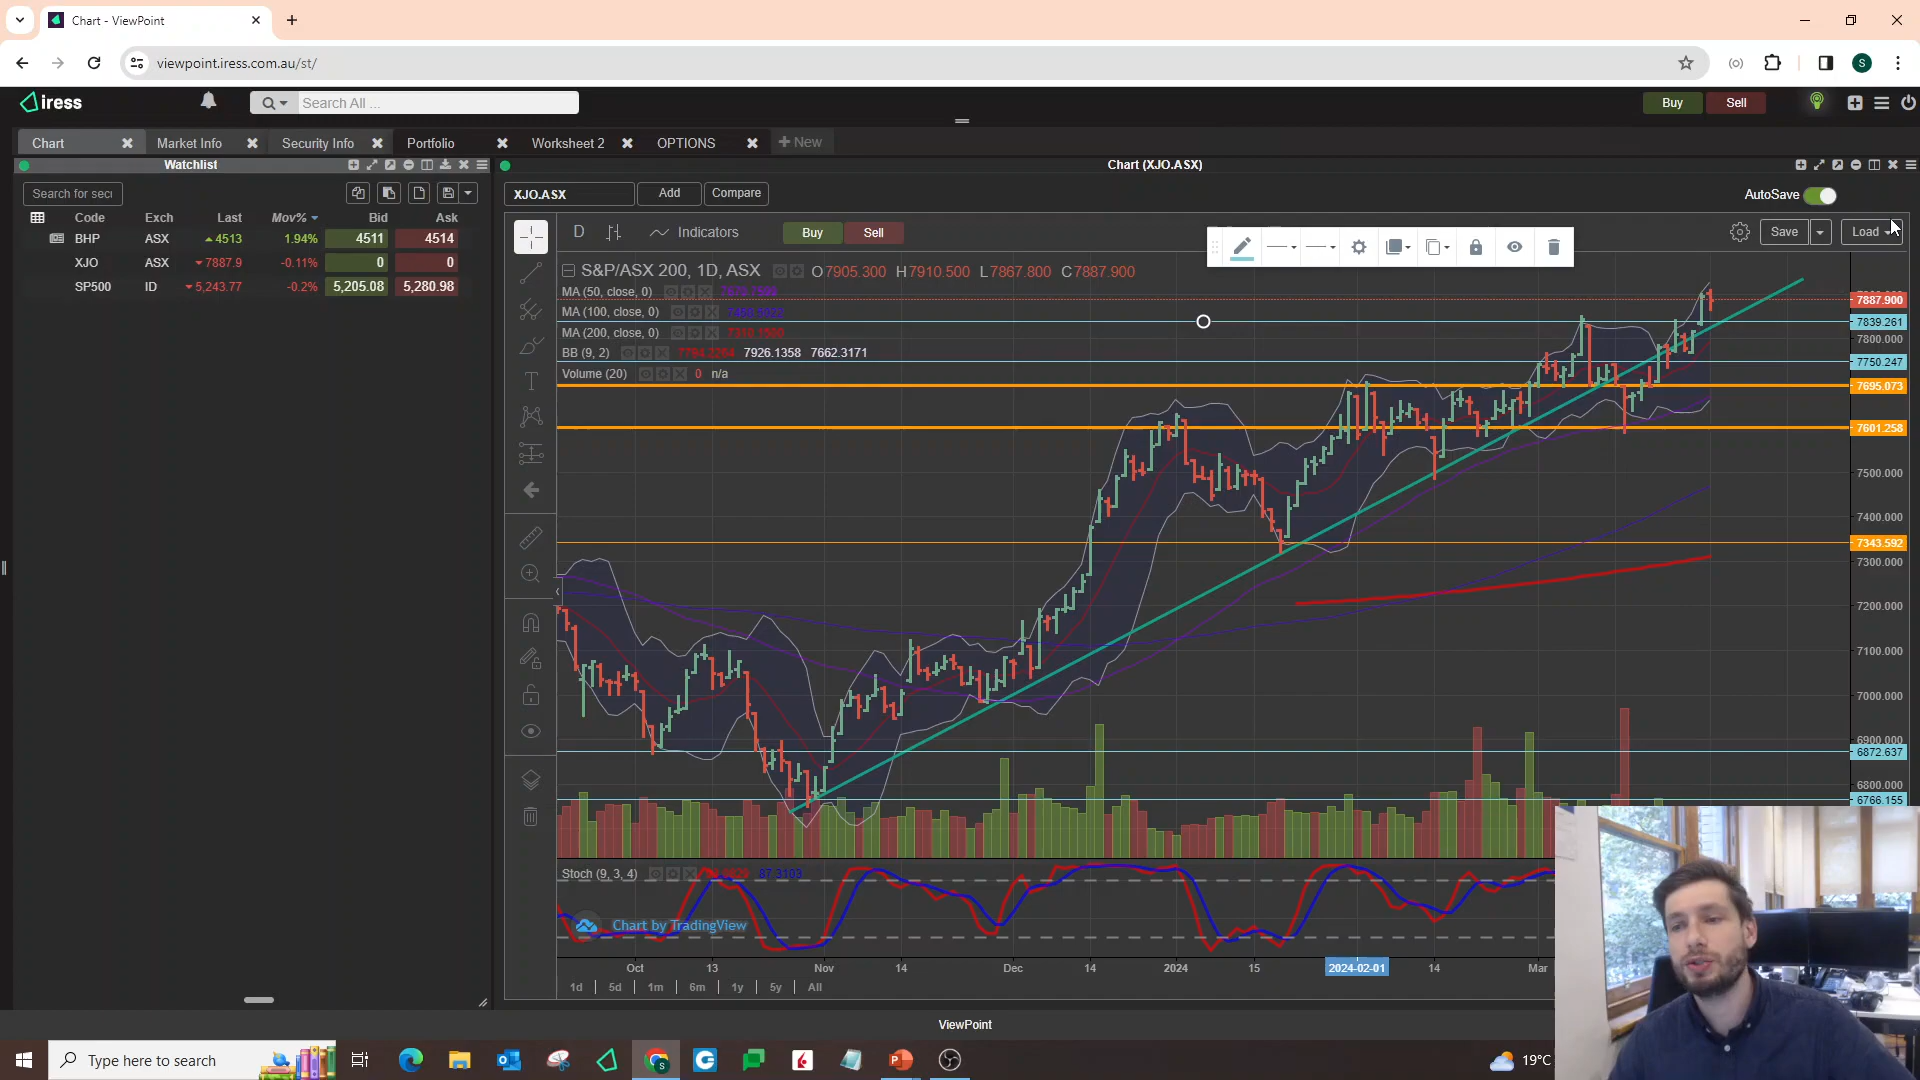 Chart - ViewPoint
viewpoint.iress.com.au/st/
iress
Search All ...
Buy
Sell
Chart
Market Info
Security Info
Portfolio
Worksheet 2
OPTIONS
+ New
Watchlist
Chart (XJO.ASX)
Search for secu
XJO.ASX
Add
Compare
AutoSave
Code Exch Last Mov% Bid Ask
BHP ASX 4513 1.94% 4511 4514
XJO ASX 7887.9 -0.11% 0 0
SP500 ID 5,243.77 -0.2% 5,205.08 5,280.98
D
Indicators
Buy
Sell
Save
Load
S&P/ASX 200, 1D, ASX O7905.300 H7910.500 L7867.800 C7887.900
MA (50, close, 0)
MA (100, close, 0)
MA (200, close, 0)
BB (9, 2) 7926.1358 7662.3171
Volume (20) 0 n/a
7887.900
7839.261
7800.000
7750.247
7695.073
7601.258
7500.000
7400.000
7343.592
7300.000
7200.000
7100.000
7000.000
6900.000
6872.637
6800.000
6766.155
Stoch (9, 3, 4) 87.3103
Chart by TradingView
Oct 13 Nov 14 Dec 14 2024 15 2024-02-01 14 Mar
1d 5d 1m 6m 1y 5y All
ViewPoint
Type here to search
19°C